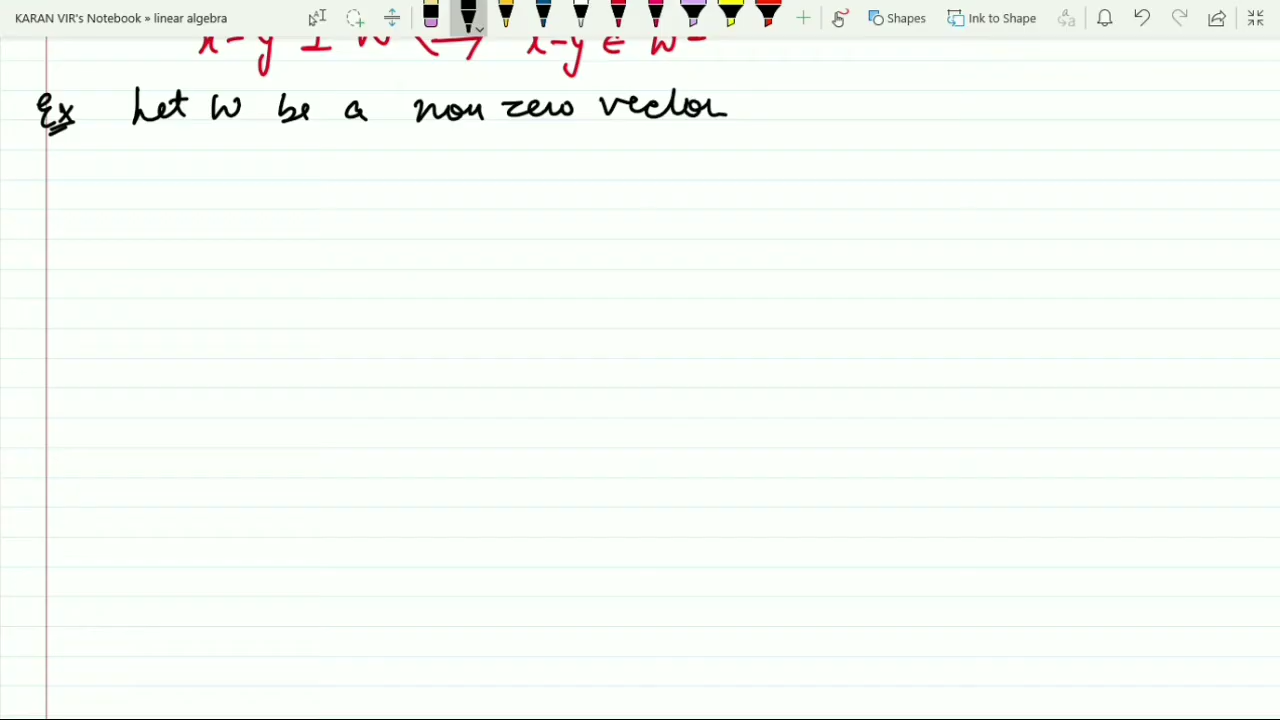 KARAN VIR's Notebook » linear algebra
Shapes
Ink to Shape
x-y ⊥ W ⟷ x-y ∈ W⊥
Ex Let W be a non zero vector